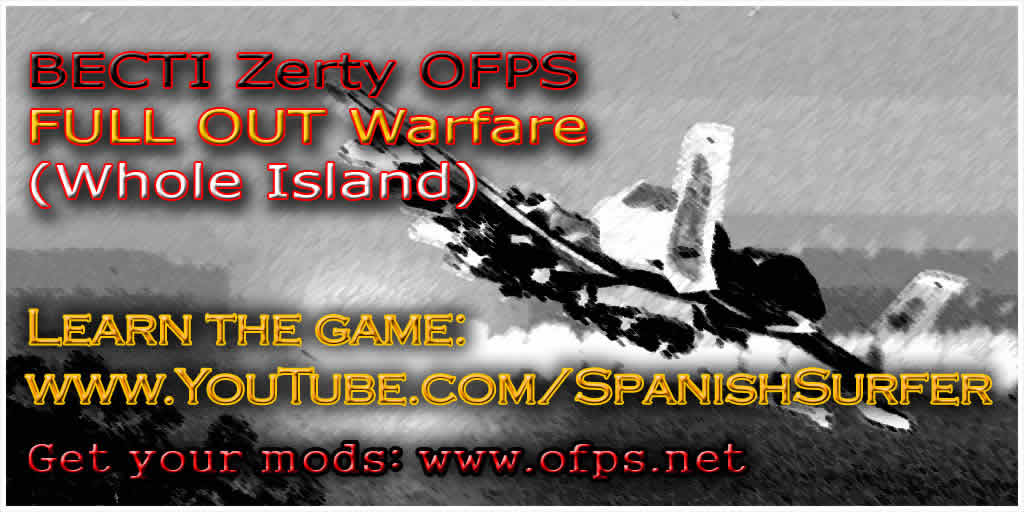 BECTI Zerty OFPS
FULL OUT Warfare
(Whole Island)
LEARN THE GAME:
WWW.YOUTUBE.COM/SPANISHSURFER
Get your mods: www.ofps.net